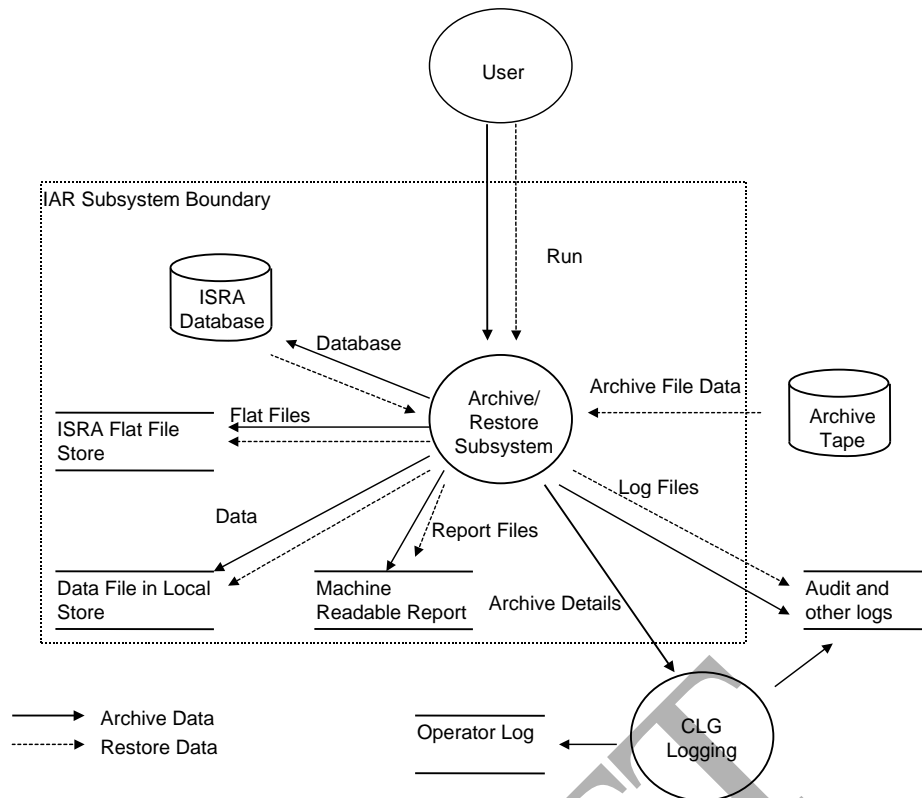 User
IAR Subsystem Boundary
Run
ISRA
Database
Database
Archive/
Restore
Subsystem
Archive File Data
Archive
Tape
Flat Files
ISRA Flat File
Store
Log Files
Data
Report Files
Data File in Local
Store
Machine
Readable Report
Archive Details
Audit and
other logs
Archive Data
Restore Data
Operator Log
CLG
Logging